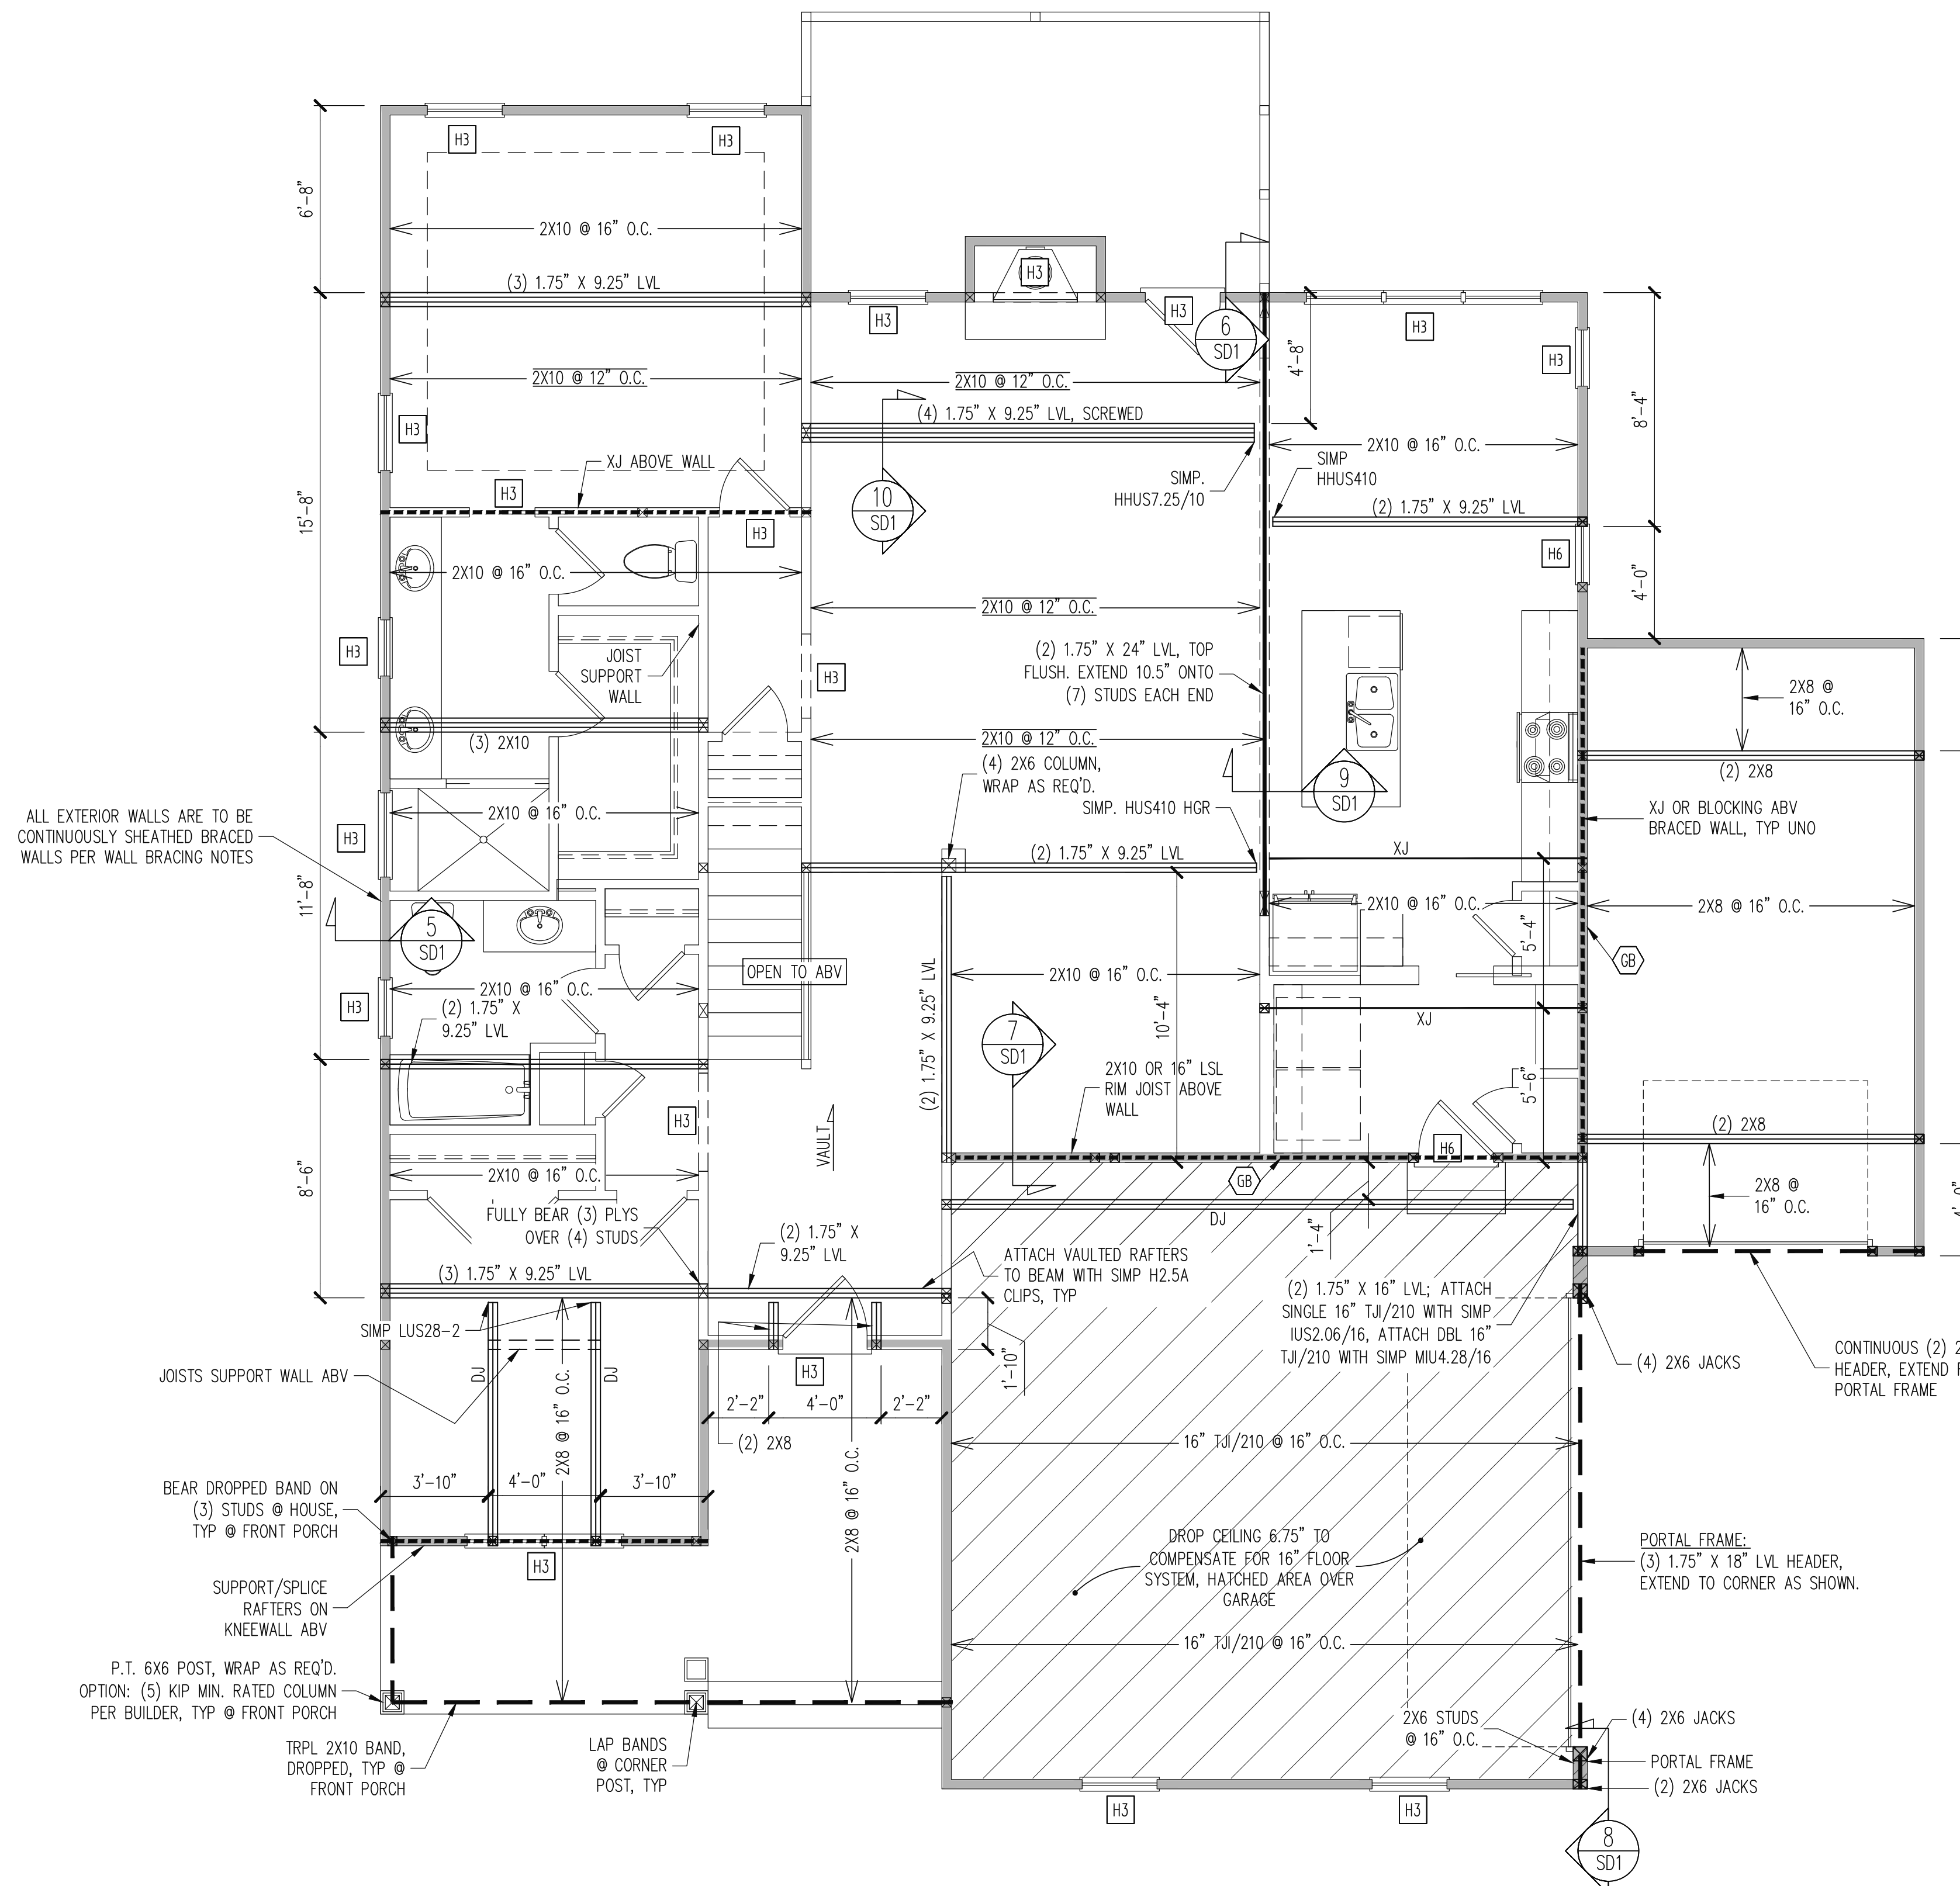 H3
H3
6'-8"
2X10 @ 16" O.C.
(3) 1.75" X 9.25" LVL
H3
H3
H3
6
SD1
H3
H3
4'-8"
8'-4"
2X10 @ 12" O.C.
2X10 @ 12" O.C.
(4) 1.75" X 9.25" LVL, SCREWED
H3
2X10 @ 16" O.C.
XJ ABOVE WALL
SIMP
HHUS410
SIMP.
HHUS7.25/10
H3
10
SD1
(2) 1.75" X 9.25" LVL
15'-8"
H3
H6
2X10 @ 16" O.C.
4'-0"
2X10 @ 12" O.C.
H3
JOIST
SUPPORT
WALL
H3
(2) 1.75" X 24" LVL, TOP
FLUSH. EXTEND 10.5" ONTO
(7) STUDS EACH END
2X8 @
16" O.C.
(3) 2X10
2X10 @ 12" O.C.
(4) 2X6 COLUMN,
WRAP AS REQ'D.
SIMP. HUS410 HGR
9
SD1
(2) 2X8
ALL EXTERIOR WALLS ARE TO BE
CONTINUOUSLY SHEATHED BRACED
WALLS PER WALL BRACING NOTES
H3
2X10 @ 16" O.C.
XJ OR BLOCKING ABV
BRACED WALL, TYP UNO
(2) 1.75" X 9.25" LVL
XJ
11'-8"
5
SD1
2X10 @ 16" O.C.
5'-4"
2X8 @ 16" O.C.
GB
OPEN TO ABV
(2) 1.75" X 9.25" LVL
2X10 @ 16" O.C.
10'-4"
H3
2X10 @ 16" O.C.
(2) 1.75" X
9.25" LVL
XJ
7
SD1
2X10 OR 16" LSL
RIM JOIST ABOVE
WALL
5'-6"
H3
VAULT
(2) 2X8
H6
8'-6"
2X10 @ 16" O.C.
GB
2X8 @
16" O.C.
4'-0"
FULLY BEAR (3) PLYS
OVER (4) STUDS
DJ
1'-4"
(2) 1.75" X
9.25" LVL
ATTACH VAULTED RAFTERS
TO BEAM WITH SIMP H2.5A
CLIPS, TYP
(3) 1.75" X 9.25" LVL
(2) 1.75" X 16" LVL; ATTACH
SINGLE 16" TJI/210 WITH SIMP
IUS2.06/16, ATTACH DBL 16"
TJI/210 WITH SIMP MIU4.28/16
SIMP LUS28-2
JOISTS SUPPORT WALL ABV
DJ
DJ
H3
1'-10"
(4) 2X6 JACKS
CONTINUOUS (2) 2
HEADER, EXTEND
PORTAL FRAME
2'-2"
4'-0"
2'-2"
(2) 2X8
2X8 @ 16" O.C.
16" TJI/210 @ 16" O.C.
3'-10"
4'-0"
3'-10"
2X8 @ 16" O.C.
BEAR DROPPED BAND ON
(3) STUDS @ HOUSE,
TYP @ FRONT PORCH
H3
DROP CEILING 6.75" TO
COMPENSATE FOR 16" FLOOR
SYSTEM, HATCHED AREA OVER
GARAGE
PORTAL FRAME:
(3) 1.75" X 18" LVL HEADER,
EXTEND TO CORNER AS SHOWN.
SUPPORT/SPLICE
RAFTERS ON
KNEEWALL ABV
16" TJI/210 @ 16" O.C.
P.T. 6X6 POST, WRAP AS REQ'D.
OPTION: (5) KIP MIN. RATED COLUMN
PER BUILDER, TYP @ FRONT PORCH
TRPL 2X10 BAND,
DROPPED, TYP @
FRONT PORCH
LAP BANDS
@ CORNER
POST, TYP
2X6 STUDS
@ 16" O.C.
(4) 2X6 JACKS
PORTAL FRAME
(2) 2X6 JACKS
H3
H3
8
SD1